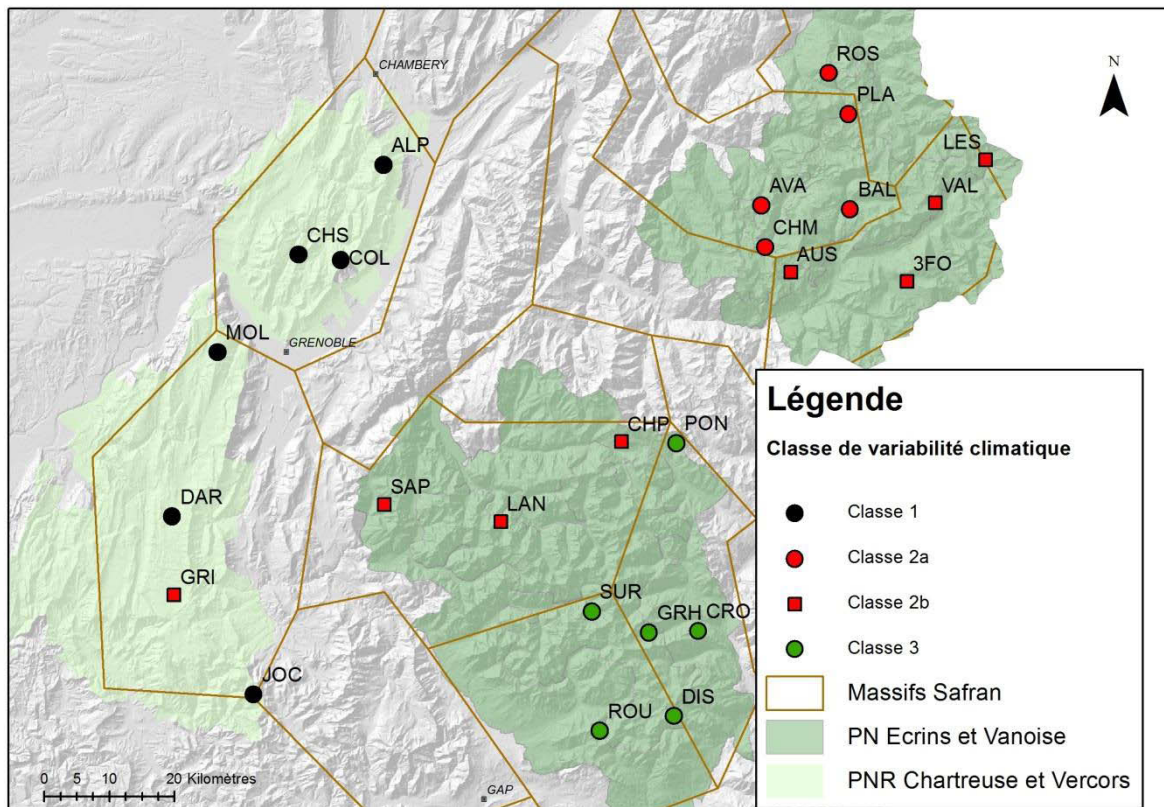 CHAMBERY
ROS
N
PLA
ALP
LES
AVA
BAL
VAL
CHS
COL
CHM
AUS
3FO
MOL
GRENOBLE
CHP
PON
SAP
LAN
DAR
GRI
SUR
GRH
CRO
JOC
ROU
DIS
GAP
0 5 10 20 Kilomètres
Légende
Classe de variabilité climatique
Classe 1
Classe 2a
Classe 2b
Classe 3
Massifs Safran
PN Ecrins et Vanoise
PNR Chartreuse et Vercors